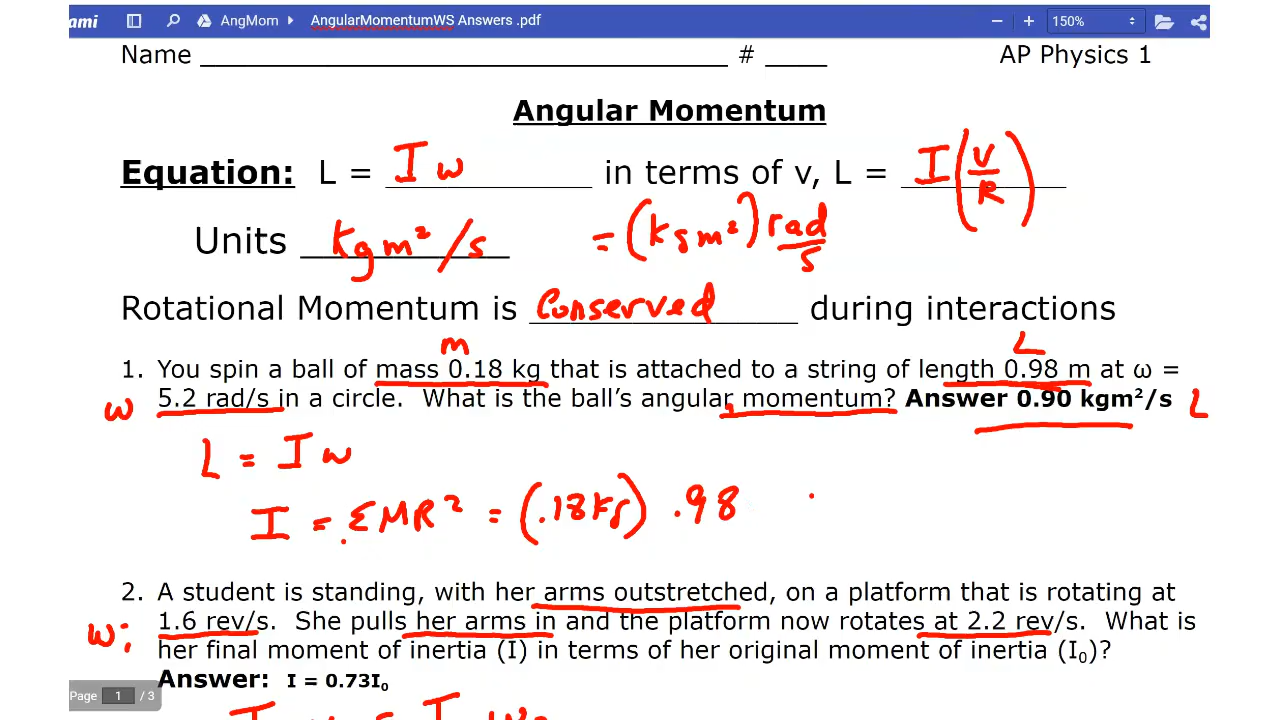 ami AngMom ▶ AngularMomentumWS Answers .pdf − + 150%
Name ______ # ____ AP Physics 1
Angular Momentum
Equation: L = I ω in terms of v, L = I (v/R)
Units kgm²/s = (kgm²) rad/s
Rotational Momentum is Conserved during interactions
m L
1. You spin a ball of mass 0.18 kg that is attached to a string of length 0.98 m at ω =
ω 5.2 rad/s in a circle. What is the ball's angular momentum? Answer 0.90 kgm²/s L
L = I ω
I = ΣMR² = (.18kg) .98
2. A student is standing, with her arms outstretched, on a platform that is rotating at
ω: 1.6 rev/s. She pulls her arms in and the platform now rotates at 2.2 rev/s. What is
her final moment of inertia (I) in terms of her original moment of inertia (I₀)?
Answer: I = 0.73I₀
Page 1 / 3